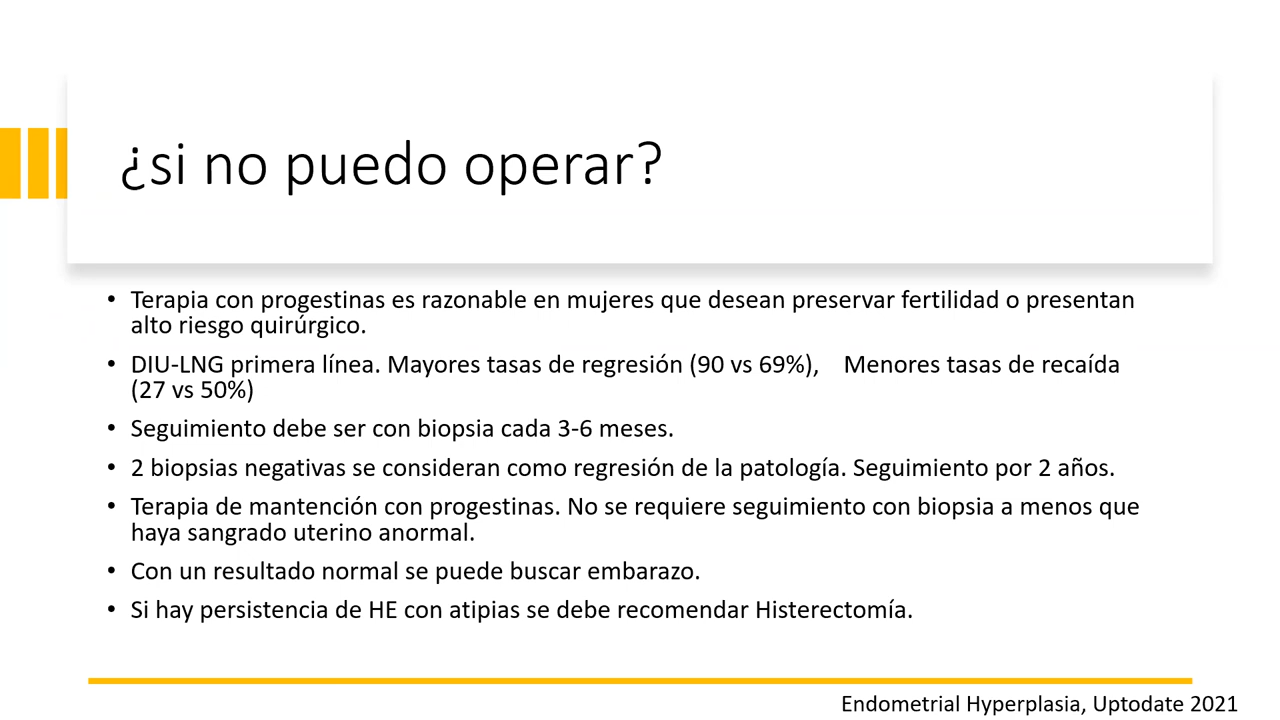 ¿si no puedo operar?
• Terapia con progestinas es razonable en mujeres que desean preservar fertilidad o presentan
alto riesgo quirúrgico.
• DIU-LNG primera línea. Mayores tasas de regresión (90 vs 69%), Menores tasas de recaída
(27 vs 50%)
• Seguimiento debe ser con biopsia cada 3-6 meses.
• 2 biopsias negativas se consideran como regresión de la patología. Seguimiento por 2 años.
• Terapia de mantención con progestinas. No se requiere seguimiento con biopsia a menos que
haya sangrado uterino anormal.
• Con un resultado normal se puede buscar embarazo.
• Si hay persistencia de HE con atipias se debe recomendar Histerectomía.
Endometrial Hyperplasia, Uptodate 2021